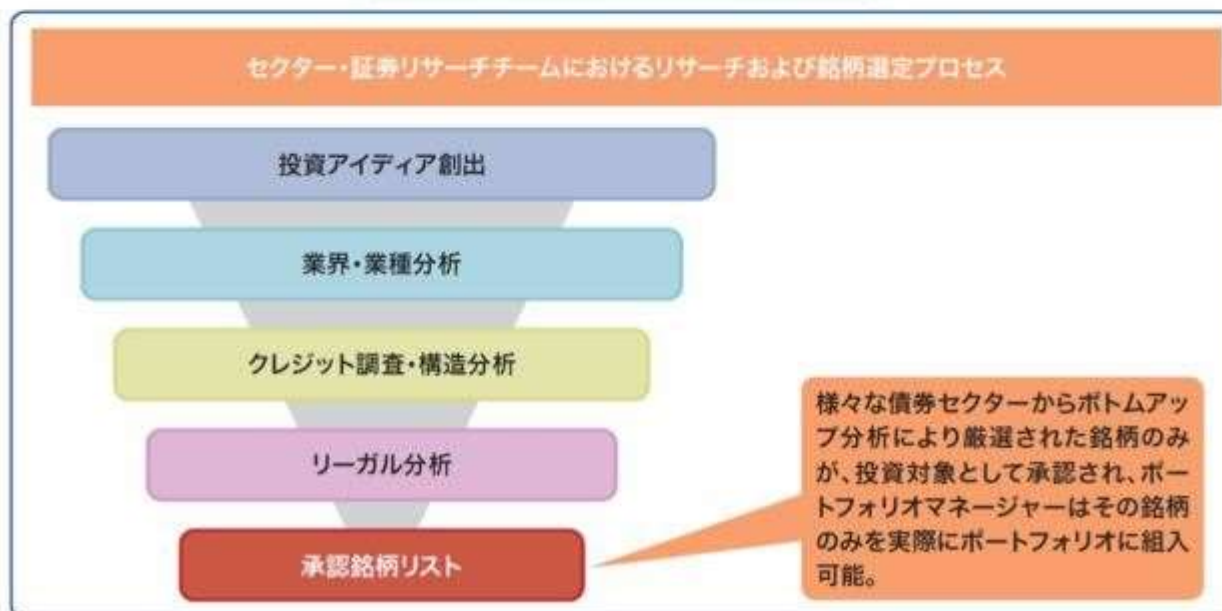 セクター・証券リサーチチームにおけるリサーチおよび銘柄選定プロセス
投資アイディア創出
業界・業種分析
クレジット調査・構造分析
リーガル分析
承認銘柄リスト
様々な債券セクターからボトムアッ
プ分析により厳選された銘柄のみ
が、投資対象として承認され、ポー
トフォリオマネージャーはその銘柄
のみを実際にポートフォリオに組入
可能。